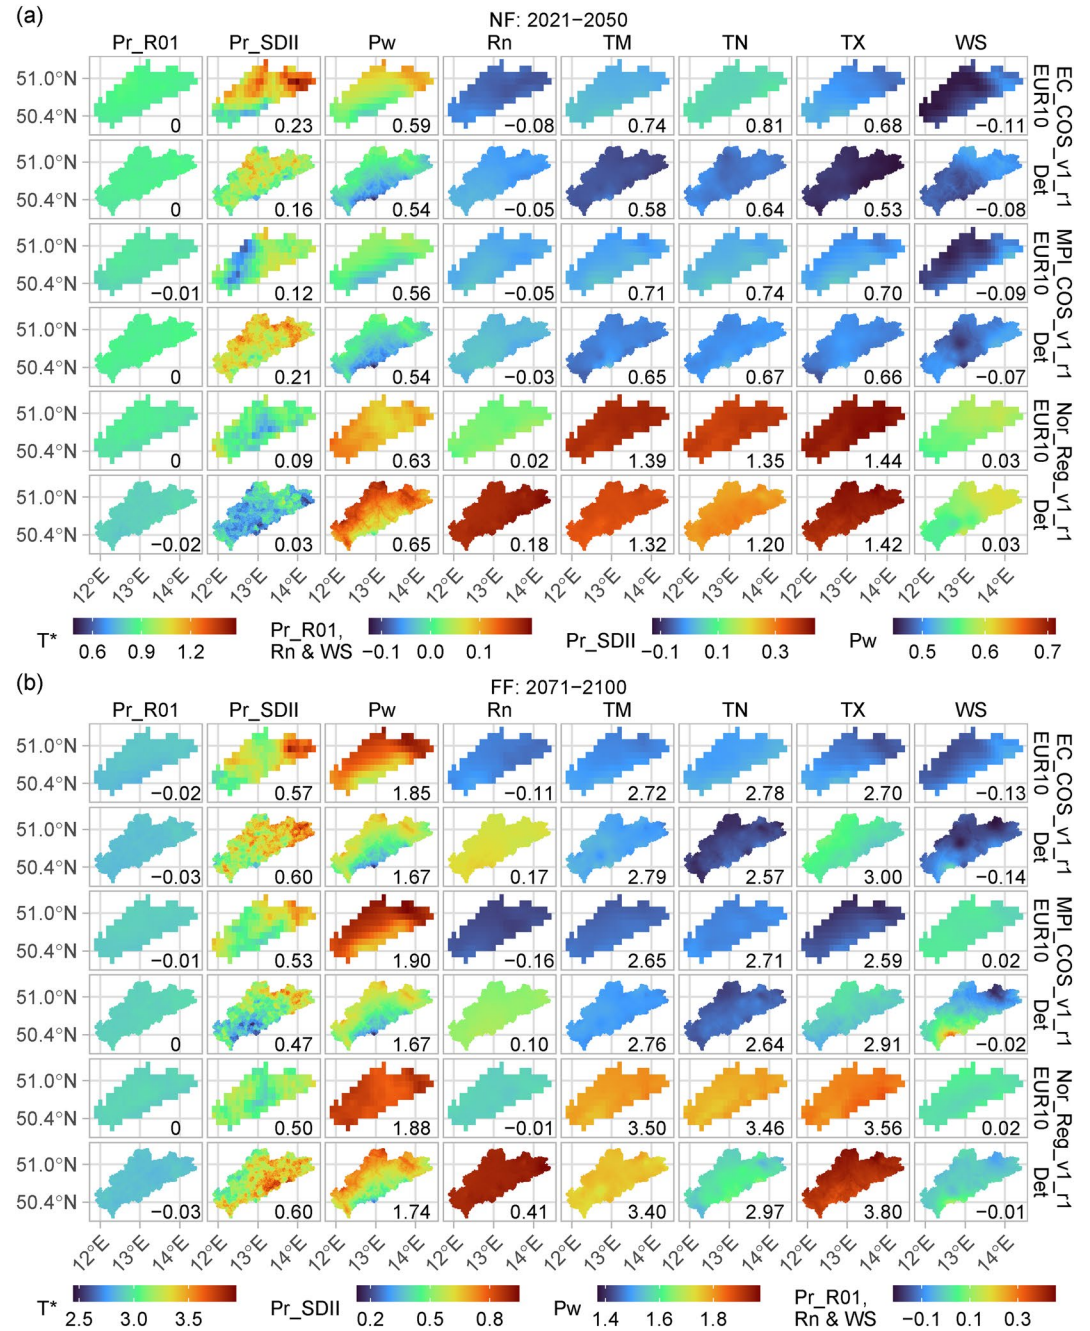 (a)
NF: 2021−2050
Pr_R01 Pr_SDII Pw Rn TM TN TX WS
51.0°N
50.4°N
0 0.23 0.59 −0.08 0.74 0.81 0.68 −0.11
EUR10
EC_COS_v1_r1
51.0°N
50.4°N
0 0.16 0.54 −0.05 0.58 0.64 0.53 −0.08
Det
51.0°N
50.4°N
−0.01 0.12 0.56 −0.05 0.71 0.74 0.70 −0.09
EUR10
MPI_COS_v1_r1
51.0°N
50.4°N
0 0.21 0.54 −0.03 0.65 0.67 0.66 −0.07
Det
51.0°N
50.4°N
0 0.09 0.63 0.02 1.39 1.35 1.44 0.03
EUR10
Nor_Reg_v1_r1
51.0°N
50.4°N
−0.02 0.03 0.65 0.18 1.32 1.20 1.42 0.03
Det
12°E 13°E 14°E 12°E 13°E 14°E 12°E 13°E 14°E 12°E 13°E 14°E 12°E 13°E 14°E 12°E 13°E 14°E 12°E 13°E 14°E 12°E 13°E 14°E
T*
0.6 0.9 1.2
Pr_R01,
Rn & WS
−0.1 0.0 0.1
Pr_SDII
−0.1 0.1 0.3
Pw
0.5 0.6 0.7
(b)
FF: 2071−2100
Pr_R01 Pr_SDII Pw Rn TM TN TX WS
51.0°N
50.4°N
−0.02 0.57 1.85 −0.11 2.72 2.78 2.70 −0.13
EUR10
EC_COS_v1_r1
51.0°N
50.4°N
−0.03 0.60 1.67 0.17 2.79 2.57 3.00 −0.14
Det
51.0°N
50.4°N
−0.01 0.53 1.90 −0.16 2.65 2.71 2.59 0.02
EUR10
MPI_COS_v1_r1
51.0°N
50.4°N
0 0.47 1.67 0.10 2.76 2.64 2.91 −0.02
Det
51.0°N
50.4°N
0 0.50 1.88 −0.01 3.50 3.46 3.56 0.02
EUR10
Nor_Reg_v1_r1
51.0°N
50.4°N
−0.03 0.60 1.74 0.41 3.40 2.97 3.80 −0.01
Det
12°E 13°E 14°E 12°E 13°E 14°E 12°E 13°E 14°E 12°E 13°E 14°E 12°E 13°E 14°E 12°E 13°E 14°E 12°E 13°E 14°E 12°E 13°E 14°E
T*
2.5 3.0 3.5
Pr_SDII
0.2 0.5 0.8
Pw
1.4 1.6 1.8
Pr_R01,
Rn & WS
−0.1 0.1 0.3